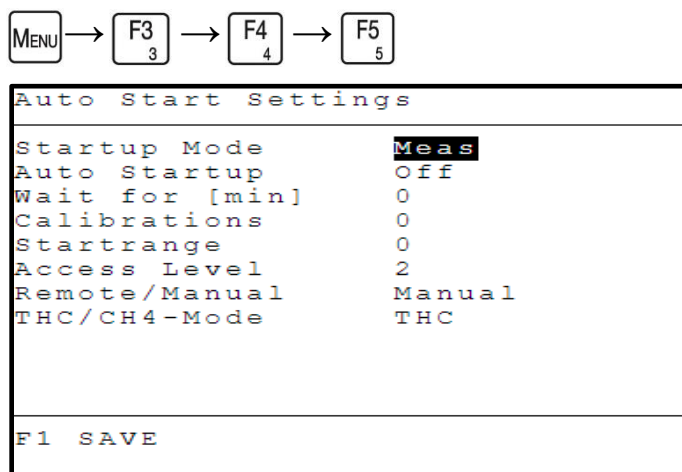 MENU → F3 3 → F4 4 → F5 5
Auto Start Settings
Startup Mode Meas
Auto Startup Off
Wait for [min] 0
Calibrations 0
Startrange 0
Access Level 2
Remote/Manual Manual
THC/CH4-Mode THC
F1 SAVE